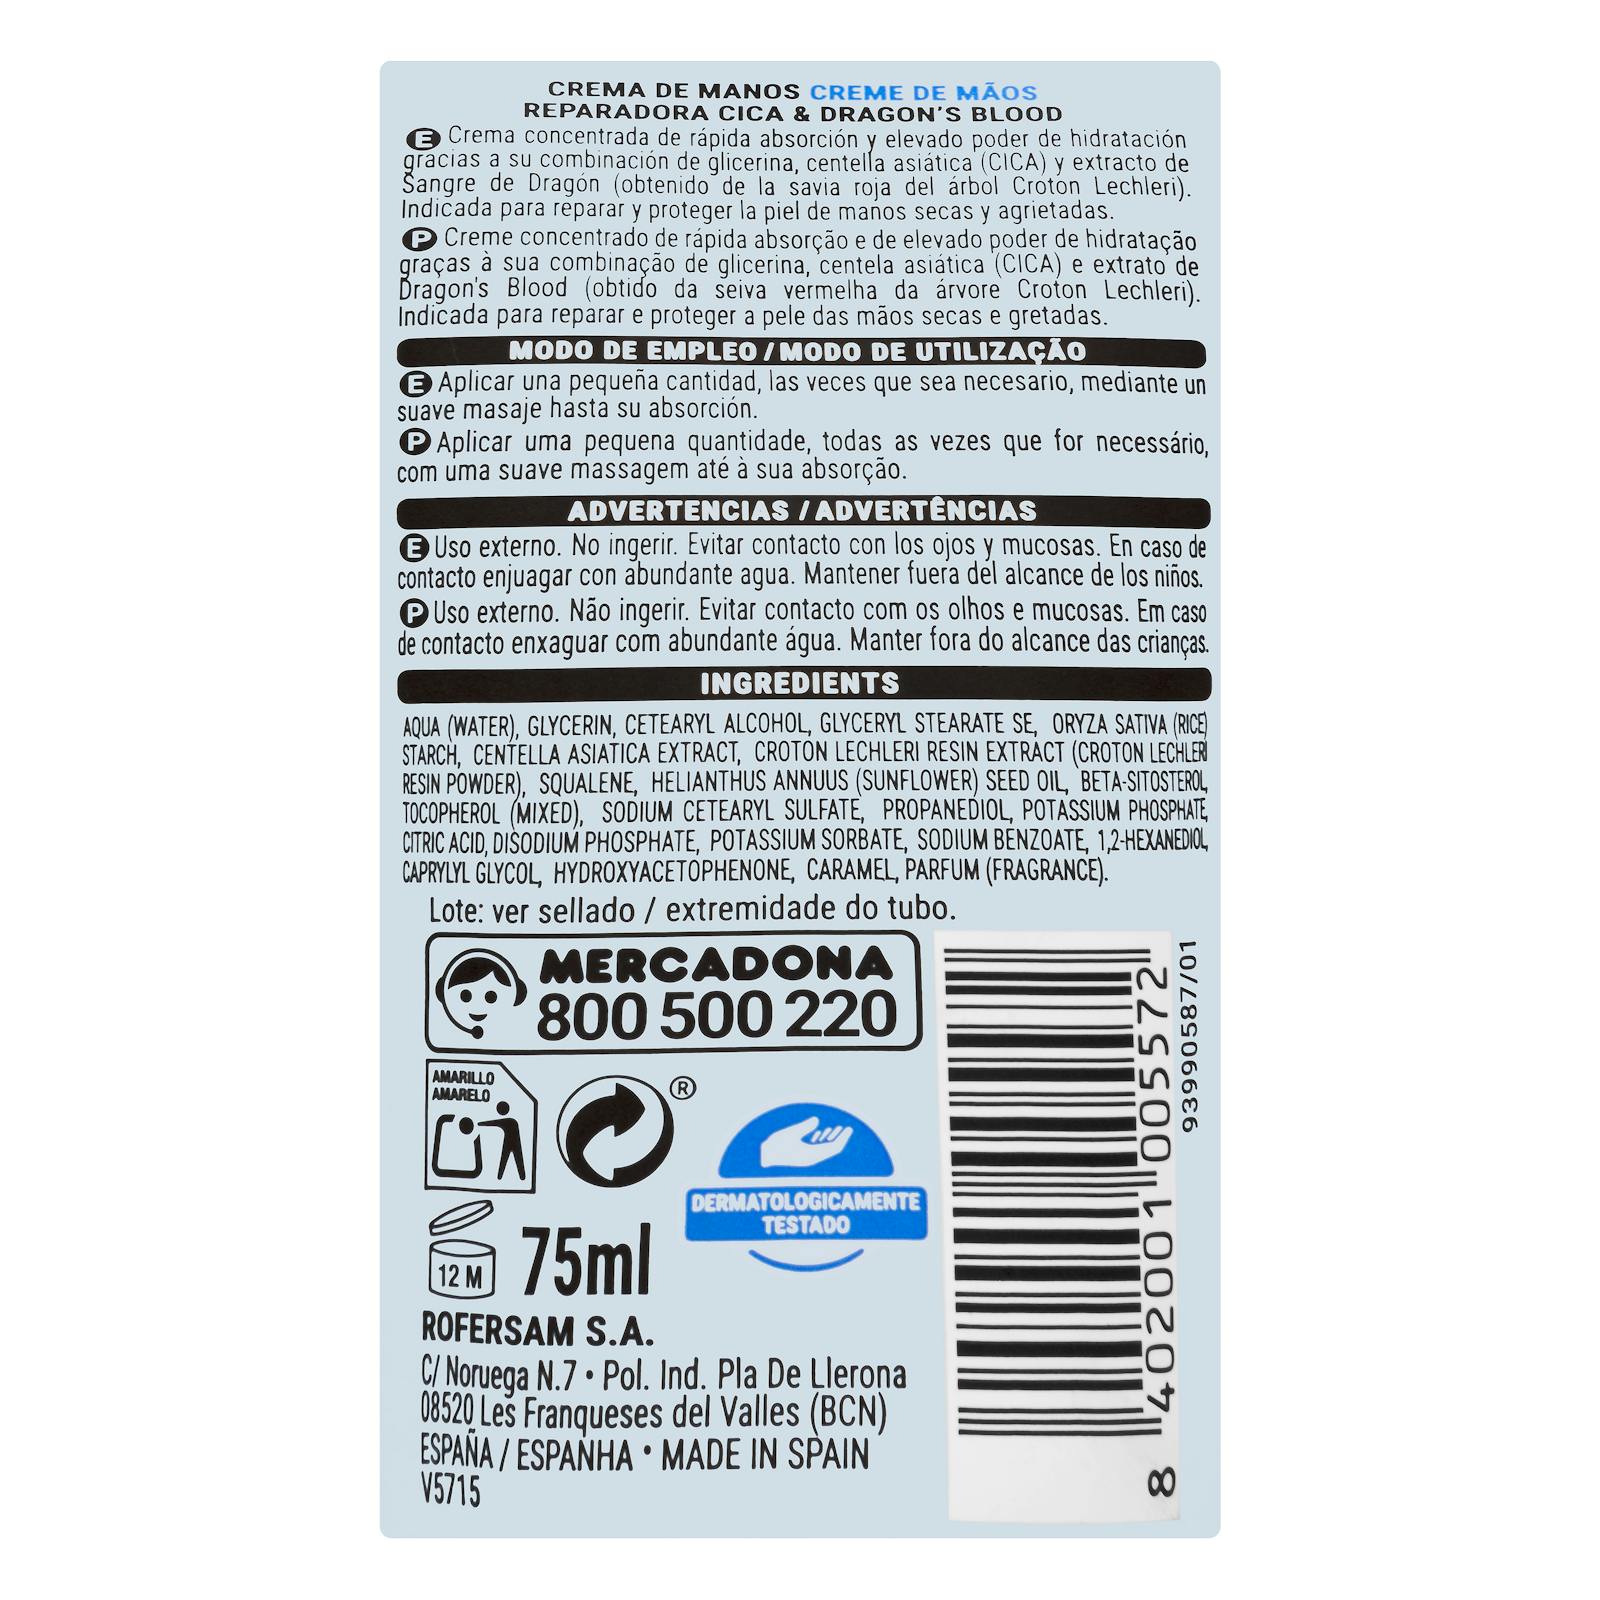 CREMA DE MANOS CREME DE MÃOS
REPARADORA CICA & DRAGON'S BLOOD
E Crema concentrada de rápida absorción y elevado poder de hidratación
gracias a su combinación de glicerina, centella asiática (CICA) y extracto de
Sangre de Dragón (obtenido de la savia roja del árbol Croton Lechleri).
Indicada para reparar y proteger la piel de manos secas y agrietadas.
P Creme concentrado de rápida absorção e de elevado poder de hidratação
graças à sua combinação de glicerina, centela asiática (CICA) e extrato de
Dragon's Blood (obtido da seiva vermelha da árvore Croton Lechleri).
Indicada para reparar e proteger a pele das mãos secas e gretadas.
MODO DE EMPLEO / MODO DE UTILIZAÇÃO
E Aplicar una pequeña cantidad, las veces que sea necesario, mediante un
suave masaje hasta su absorción.
P Aplicar uma pequena quantidade, todas as vezes que for necessário,
com uma suave massagem até à sua absorção.
ADVERTENCIAS / ADVERTÊNCIAS
E Uso externo. No ingerir. Evitar contacto con los ojos y mucosas. En caso de
contacto enjuagar con abundante agua. Mantener fuera del alcance de los niños.
P Uso externo. Não ingerir. Evitar contacto com os olhos e mucosas. Em caso
de contacto enxaguar com abundante água. Manter fora do alcance das crianças.
INGREDIENTS
AQUA (WATER), GLYCERIN, CETEARYL ALCOHOL, GLYCERYL STEARATE SE, ORYZA SATIVA (RICE)
STARCH, CENTELLA ASIATICA EXTRACT, CROTON LECHLERI RESIN EXTRACT (CROTON LECHLERI
RESIN POWDER), SQUALENE, HELIANTHUS ANNUUS (SUNFLOWER) SEED OIL, BETA-SITOSTEROL,
TOCOPHEROL (MIXED), SODIUM CETEARYL SULFATE, PROPANEDIOL, POTASSIUM PHOSPHATE,
CITRIC ACID, DISODIUM PHOSPHATE, POTASSIUM SORBATE, SODIUM BENZOATE, 1,2-HEXANEDIOL,
CAPRYLYL GLYCOL, HYDROXYACETOPHENONE, CARAMEL, PARFUM (FRAGRANCE).
Lote: ver sellado / extremidade do tubo.
MERCADONA
800 500 220
AMARILLO
AMARELO
®
DERMATOLOGICAMENTE
TESTADO
12 M
75ml
ROFERSAM S.A.
C/ Noruega N.7 • Pol. Ind. Pla De Llerona
08520 Les Franqueses del Valles (BCN)
ESPAÑA / ESPANHA • MADE IN SPAIN
V5715
8 402001 005572
93990587/01